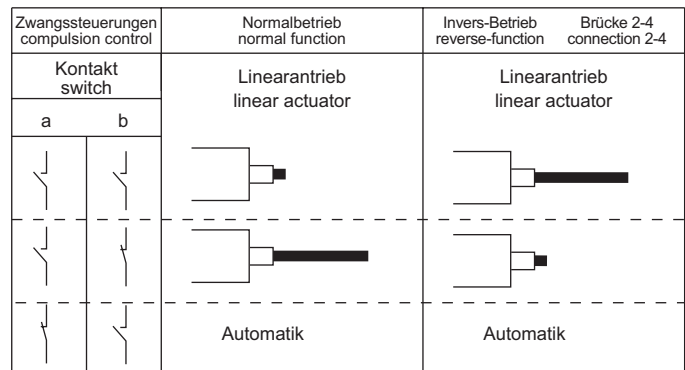 Zwangssteuerungen
compulsion control
Normalbetrieb
normal function
Invers-Betrieb Brücke 2-4
reverse-function connection 2-4
Kontakt
switch
a b
Linearantrieb
linear actuator
Linearantrieb
linear actuator
Automatik
Automatik